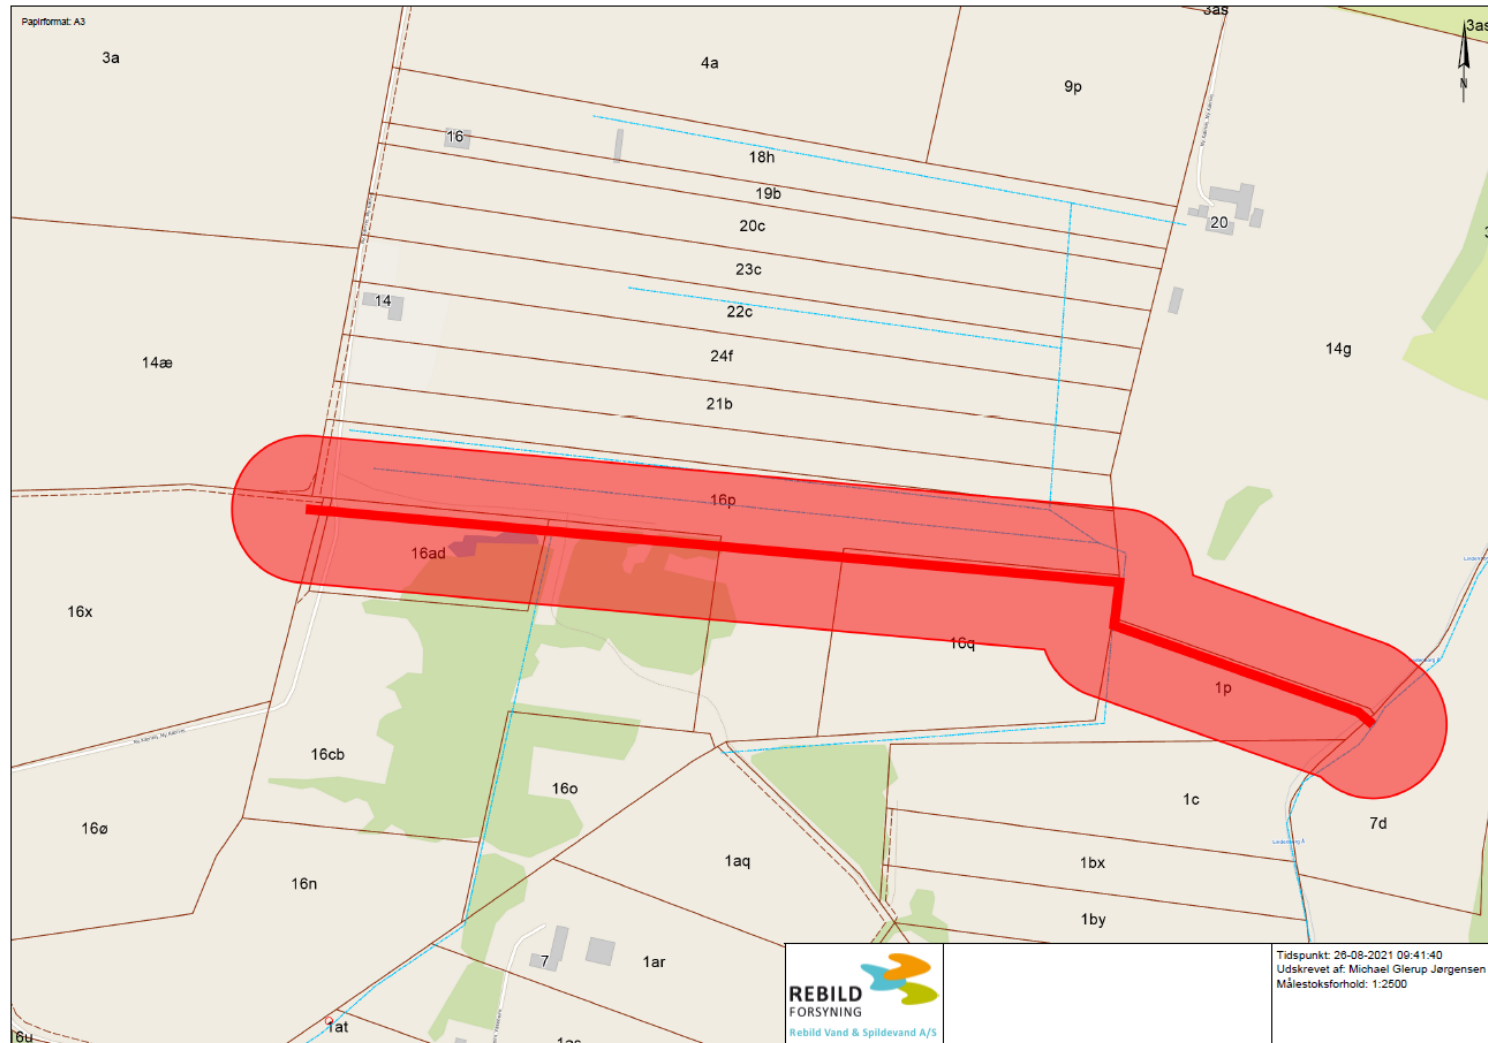 Papirformat: A3
3as
3as
3a
4a
9p
N
16
18h
19b
20c
20
23c
14
22c
14æ
24f
14g
21b
16p
16ad
16x
16q
1p
16cb
16o
1c
16ø
7d
1aq
1bx
16n
1by
7
1ar
1at
REBILD
FORSYNING
Rebild Vand & Spildevand A/S
Tidspunkt: 26-08-2021 09:41:40
Udskrevet af: Michael Glerup Jørgensen
Målestoksforhold: 1:2500